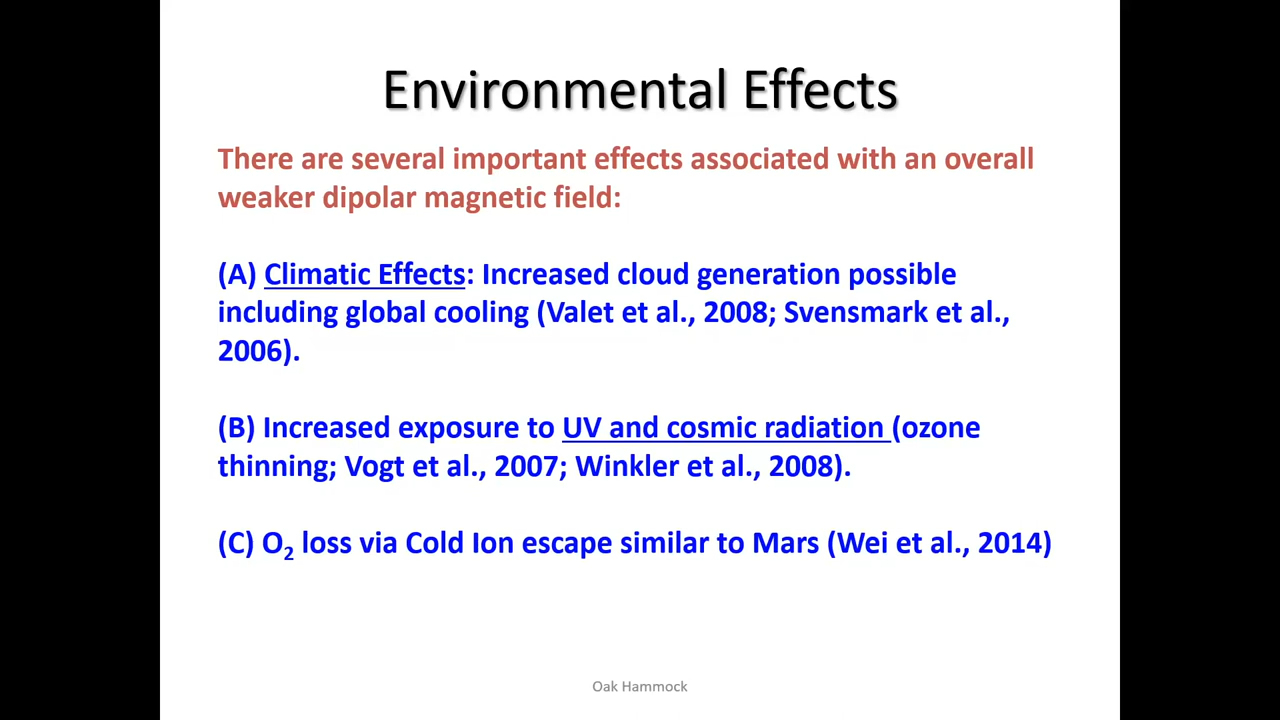 Environmental Effects
There are several important effects associated with an overall
weaker dipolar magnetic field:
(A) Climatic Effects: Increased cloud generation possible
including global cooling (Valet et al., 2008; Svensmark et al.,
2006).
(B) Increased exposure to UV and cosmic radiation (ozone
thinning; Vogt et al., 2007; Winkler et al., 2008).
(C) O2 loss via Cold Ion escape similar to Mars (Wei et al., 2014)
Oak Hammock